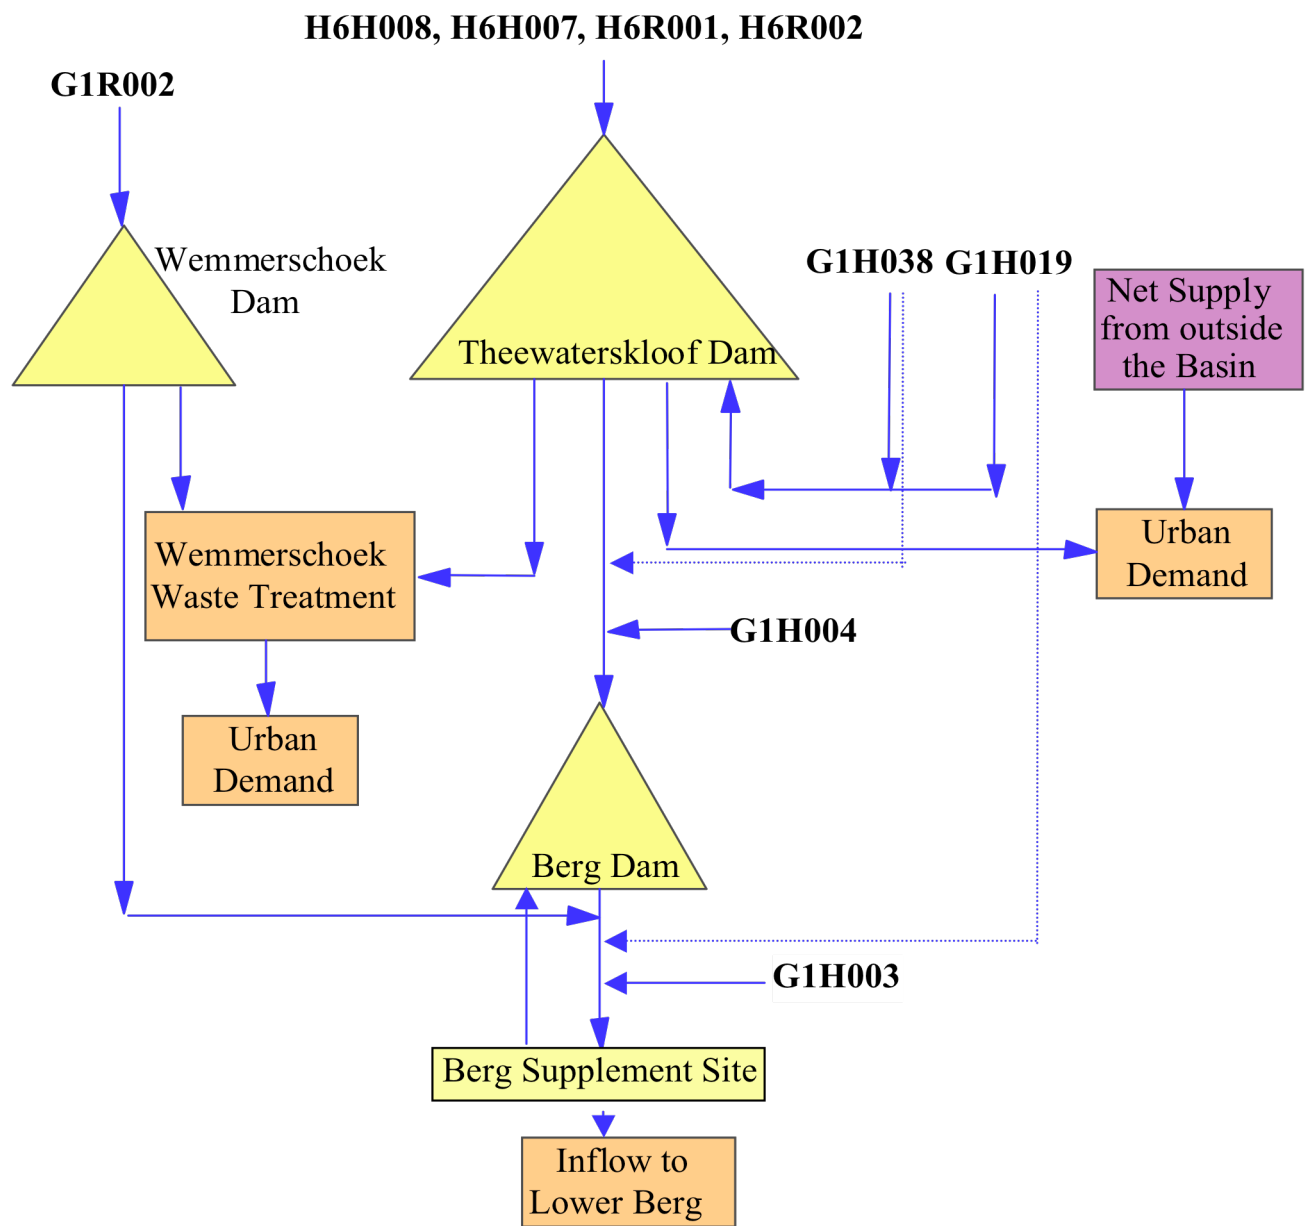 H6H008, H6H007, H6R001, H6R002
G1R002
Wemmerschoek
Dam
G1H038
G1H019
Net Supply
from outside
the Basin
Theewaterskloof Dam
Wemmerschoek
Waste Treatment
Urban
Demand
G1H004
Urban
Demand
Berg Dam
G1H003
Berg Supplement Site
Inflow to
Lower Berg